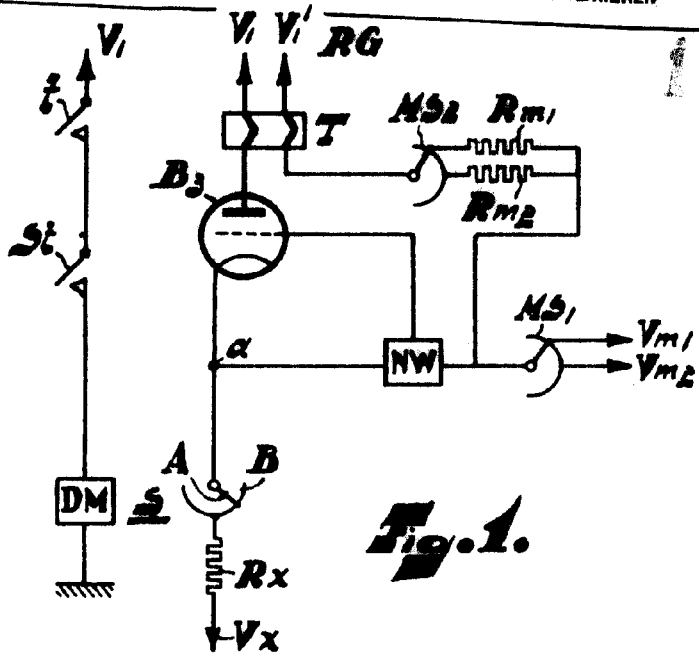 V₁ V₁' RG
V₁
t
T
MS₂ Rm₁
Rm₂
B₃
St
MS₁
Vm₁
Vm₂
α
NW
A B
DM S
Rx
Vx
Fig.1.